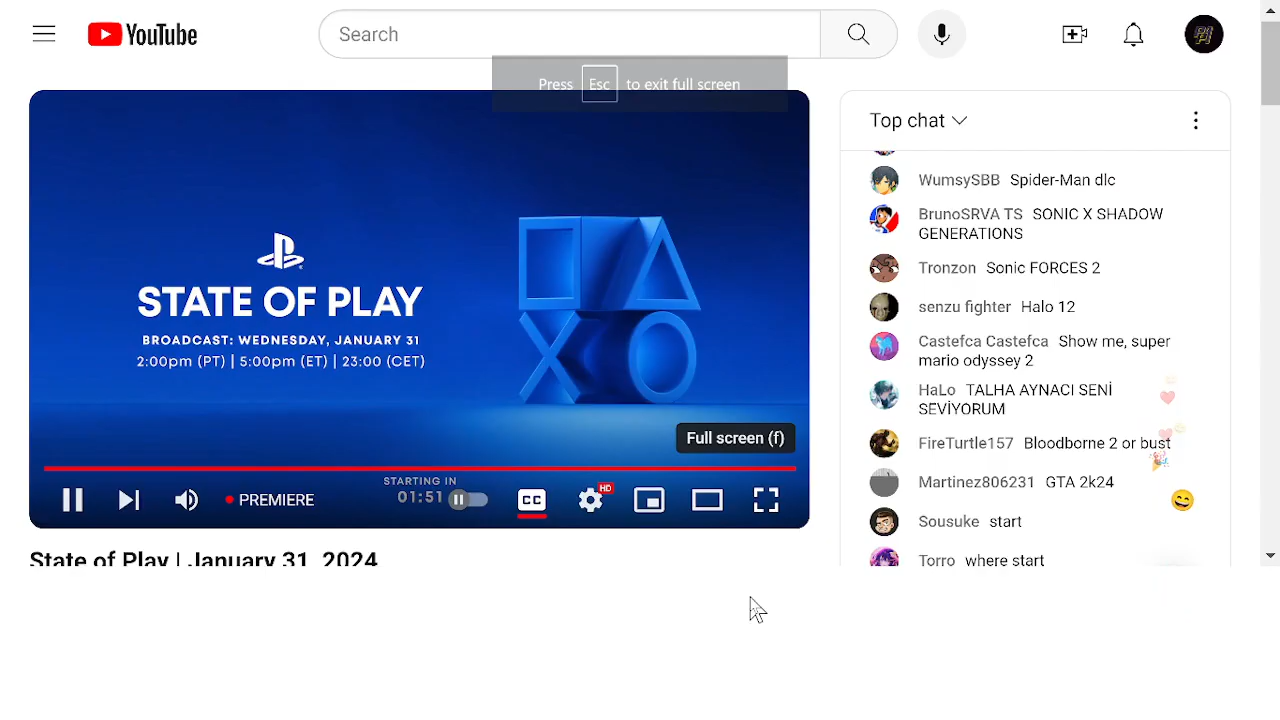 YouTube
Search
Press Esc to exit full screen
STATE OF PLAY
BROADCAST: WEDNESDAY, JANUARY 31
2:00pm (PT) | 5:00pm (ET) | 23:00 (CET)
Full screen (f)
STARTING IN
01:51
PREMIERE
CC
HD
State of Play | January 31, 2024
Top chat
WumsySBB Spider-Man dlc
BrunoSRVA TS SONIC X SHADOW
GENERATIONS
Tronzon Sonic FORCES 2
senzu fighter Halo 12
Castefca Castefca Show me, super
mario odyssey 2
HaLo TALHA AYNACI SENİ
SEVİYORUM
FireTurtle157 Bloodborne 2 or bust
Martinez806231 GTA 2k24
Sousuke start
Torro where start